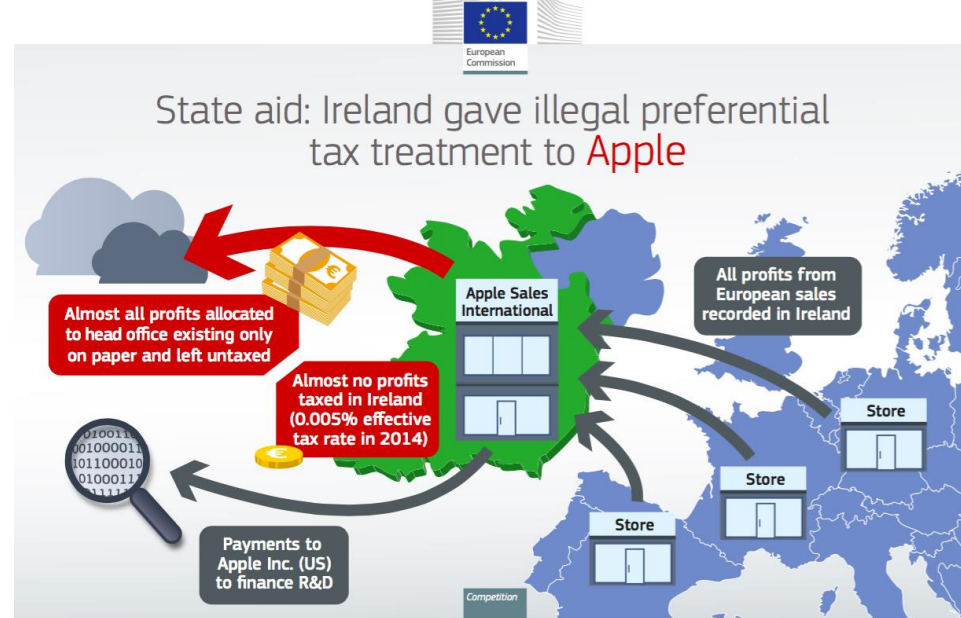 European
Commission
State aid: Ireland gave illegal preferential
tax treatment to Apple
Apple Sales
International
All profits from
European sales
recorded in Ireland
Almost all profits allocated
to head office existing only
on paper and left untaxed
Almost no profits
taxed in Ireland
(0.005% effective
tax rate in 2014)
Store
Store
Store
Payments to
Apple Inc. (US)
to finance R&D
Competition